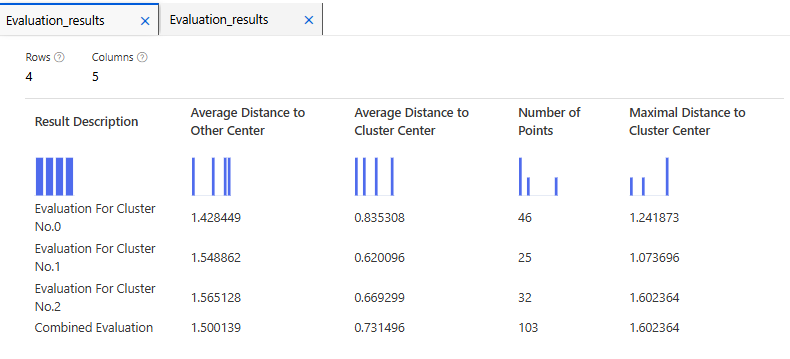 Evaluation_results × Evaluation_results ×
Rows Columns
4 5
Result Description Average Distance to Other Center Average Distance to Cluster Center Number of Points Maximal Distance to Cluster Center
Evaluation For Cluster No.0 1.428449 0.835308 46 1.241873
Evaluation For Cluster No.1 1.548862 0.620096 25 1.073696
Evaluation For Cluster No.2 1.565128 0.669299 32 1.602364
Combined Evaluation 1.500139 0.731496 103 1.602364